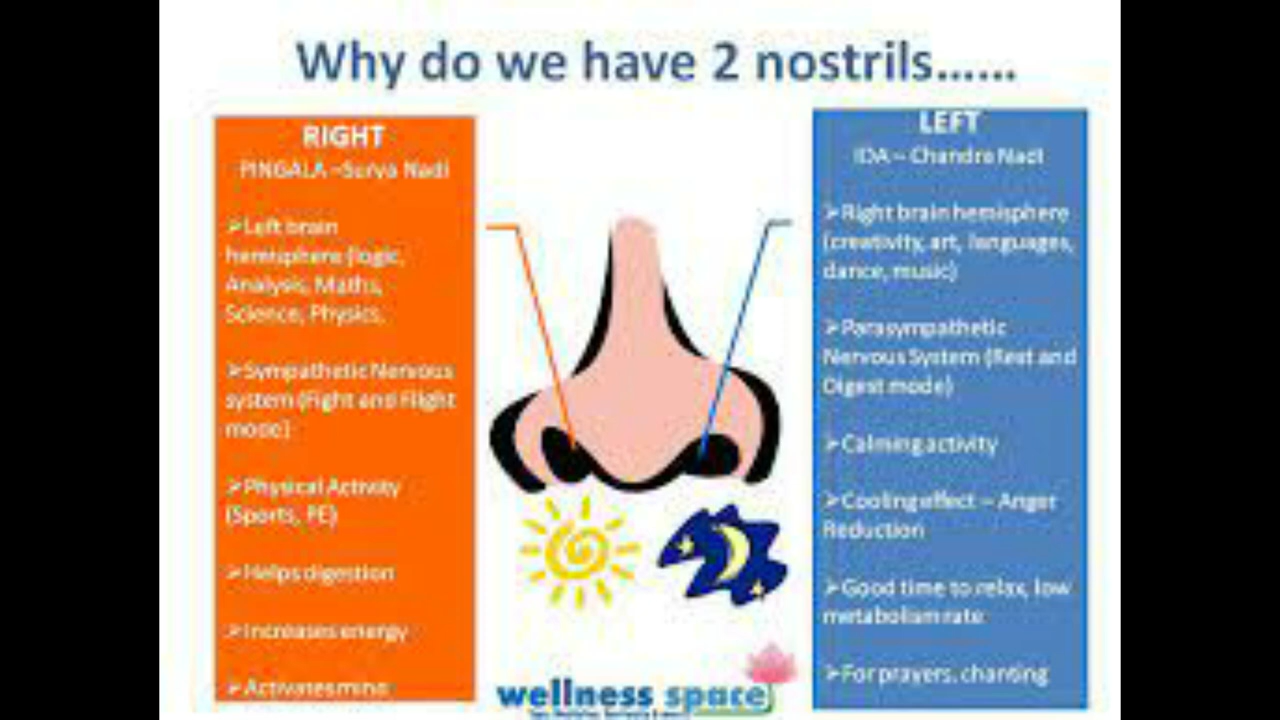 Why do we have 2 nostrils......
RIGHT
PINGALA –Surya Nadi
➢Left brain
hemisphere (logic,
Analysis, Maths,
Science, Physics,
➢Sympathetic Nervous
system (Fight and Flight
mode)
➢Physical Activity
(Sports, PE)
➢Helps digestion
➢Increases energy
➢Activates mind
LEFT
IDA – Chandra Nadi
➢Right brain hemisphere
(creativity, art, languages,
dance, music)
➢Parasympathetic
Nervous System (Rest and
Digest mode)
➢Calming activity
➢Cooling effect – Anger
Reduction
➢Good time to relax, low
metabolism rate
➢For prayers, chanting
wellness space